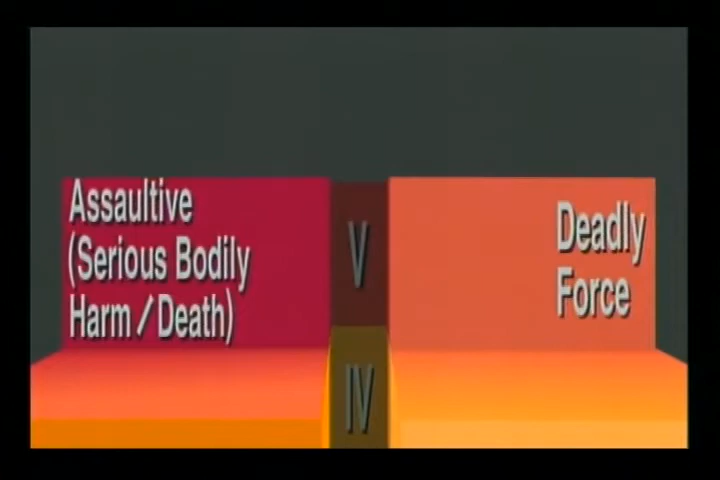 Assaultive
(Serious Bodily
Harm/Death)
V
Deadly
Force
IV